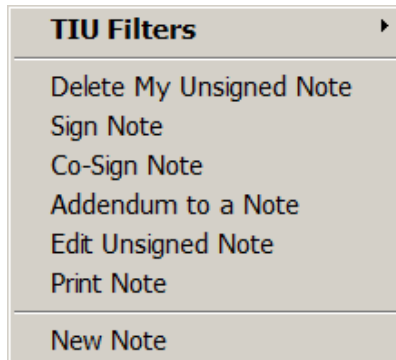 TIU Filters
Delete My Unsigned Note
Sign Note
Co-Sign Note
Addendum to a Note
Edit Unsigned Note
Print Note
New Note